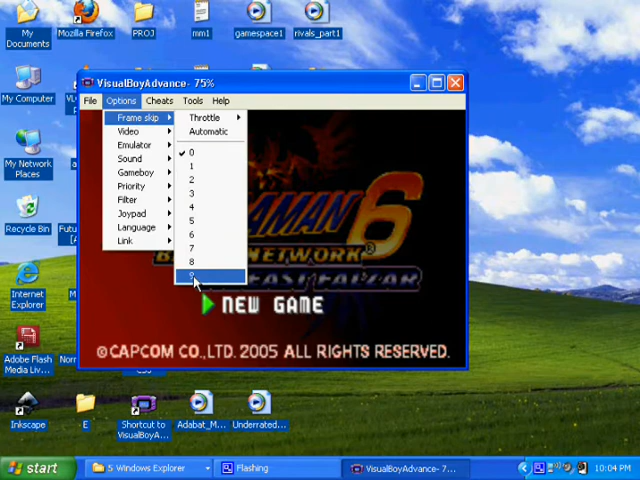 My Documents
Mozilla Firefox
PROJ
mm1
gamespace1
rivals_part1
VisualBoyAdvance- 75%
File Options Cheats Tools Help
My Computer
Frame skip
Video
Emulator
Sound
Gameboy
Priority
Filter
Joypad
Language
Link
Throttle
Automatic
0
1
2
3
4
5
6
7
8
9
My Network Places
Recycle Bin
Internet Explorer
Adobe Flash Media Liv...
6
NEW GAME
©CAPCOM CO.,LTD. 2005 ALL RIGHTS RESERVED.
Inkscape
E
Shortcut to VisualBoyA...
Adabat_M...
Underrated...
start
5 Windows Explorer
Flashing
VisualBoyAdvance- 7...
10:04 PM